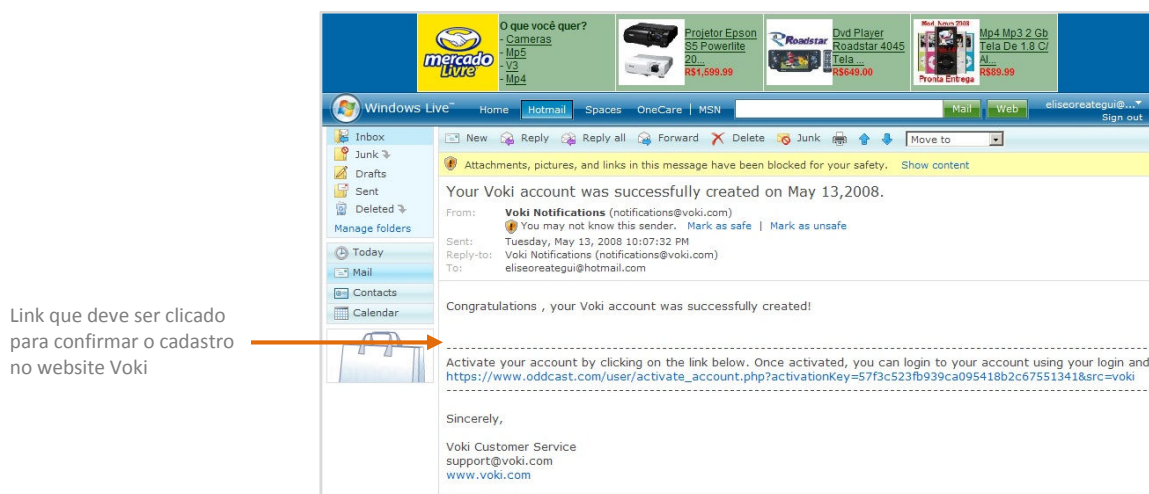 mercado
livre
O que você quer?
- Cameras
- Mp5
- V3
- Mp4
Projetor Epson
S5 Powerlite
20...
R$1,599.99
Roadstar
Dvd Player
Roadstar 4045
Tela ...
R$649.00
Mod. Novo 2008
Pronta Entrega
Mp4 Mp3 2 Gb
Tela De 1.8 C/
Al...
R$89.99
Windows Live™ Home Hotmail Spaces OneCare | MSN Mail Web eliseoreategui@...
Sign out
Inbox
Junk
Drafts
Sent
Deleted
Manage folders
Today
Mail
Contacts
Calendar
New Reply Reply all Forward Delete Junk Move to
Attachments, pictures, and links in this message have been blocked for your safety. Show content
Your Voki account was successfully created on May 13,2008.
From: Voki Notifications (notifications@voki.com)
You may not know this sender. Mark as safe | Mark as unsafe
Sent: Tuesday, May 13, 2008 10:07:32 PM
Reply-to: Voki Notifications (notifications@voki.com)
To: eliseoreategui@hotmail.com
Congratulations , your Voki account was successfully created!
Link que deve ser clicado
para confirmar o cadastro
no website Voki
Activate your account by clicking on the link below. Once activated, you can login to your account using your login and
https://www.oddcast.com/user/activate_account.php?activationKey=57f3c523fb939ca095418b2c67551341&src=voki
Sincerely,
Voki Customer Service
support@voki.com
www.voki.com